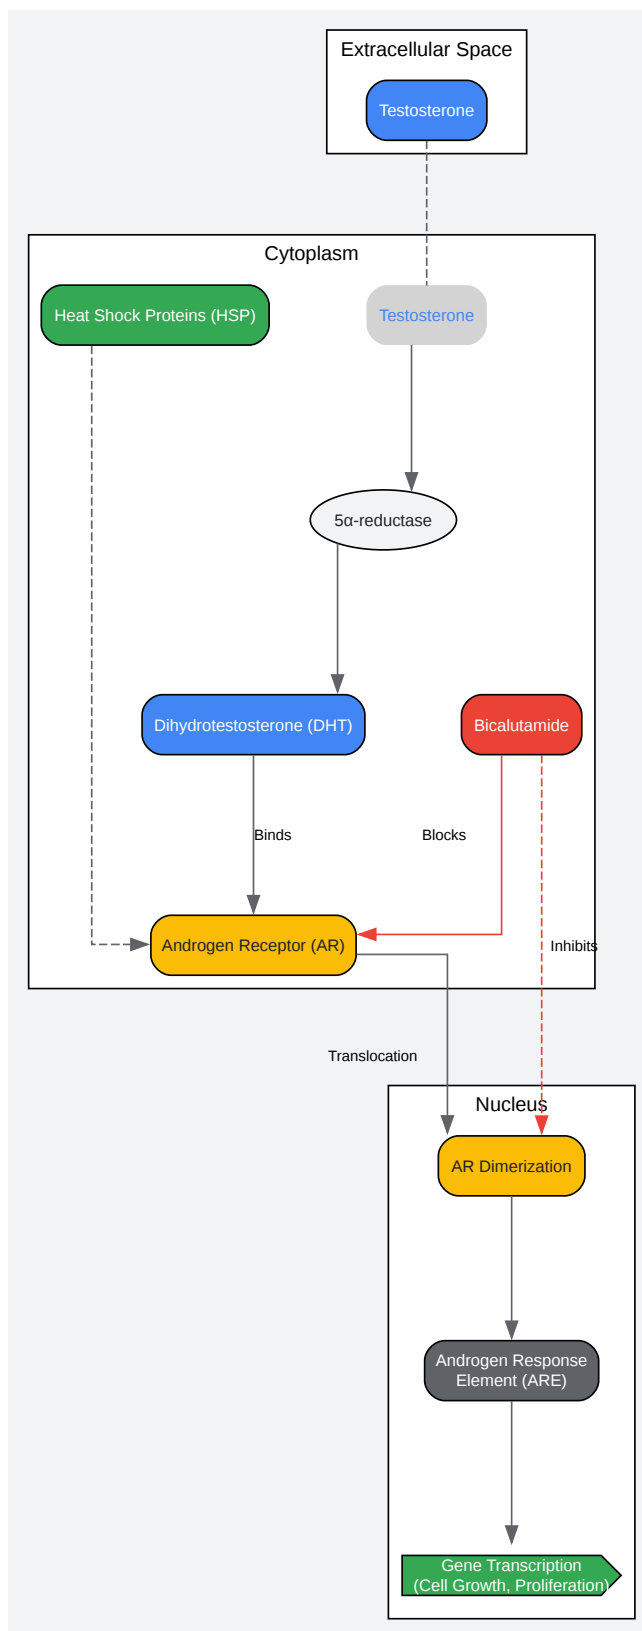 Extracellular Space
Testosterone
Cytoplasm
Heat Shock Proteins (HSP)
Testosterone
5α-reductase
Dihydrotestosterone (DHT)
Bicalutamide
Binds
Blocks
Androgen Receptor (AR)
Inhibits
Translocation
Nucleus
AR Dimerization
Androgen Response
Element (ARE)
Gene Transcription
(Cell Growth, Proliferation)